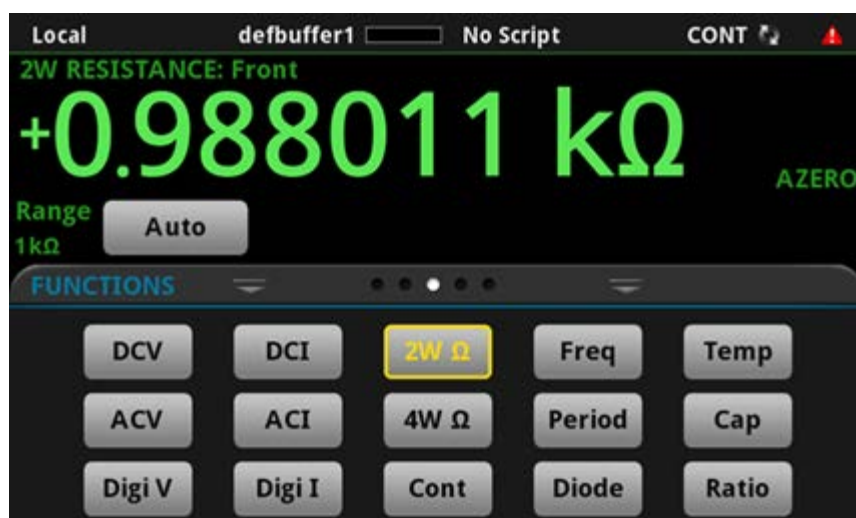 Local defbuffer1 No Script CONT
2W RESISTANCE: Front
+0.988011 kΩ
AZERO
Range
Auto
1kΩ
FUNCTIONS
DCV DCI 2W Ω Freq Temp
ACV ACI 4W Ω Period Cap
Digi V Digi I Cont Diode Ratio